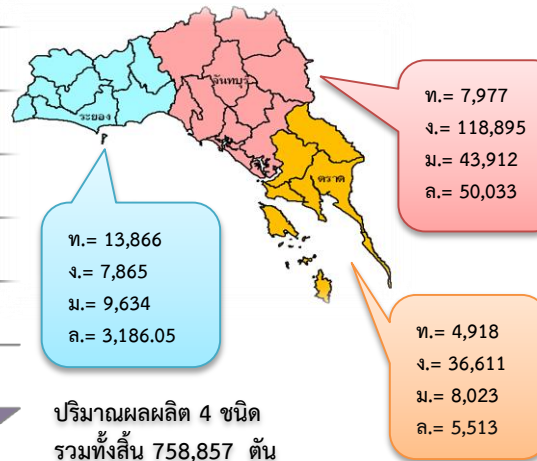 จันทบุรี
ระยอง
ตราด
ท.= 7,977
ง.= 118,895
ม.= 43,912
ล.= 50,033
ท.= 13,866
ง.= 7,865
ม.= 9,634
ล.= 3,186.05
ท.= 4,918
ง.= 36,611
ม.= 8,023
ล.= 5,513
ปริมาณผลผลิต 4 ชนิด
รวมทั้งสิ้น 758,857 ตัน